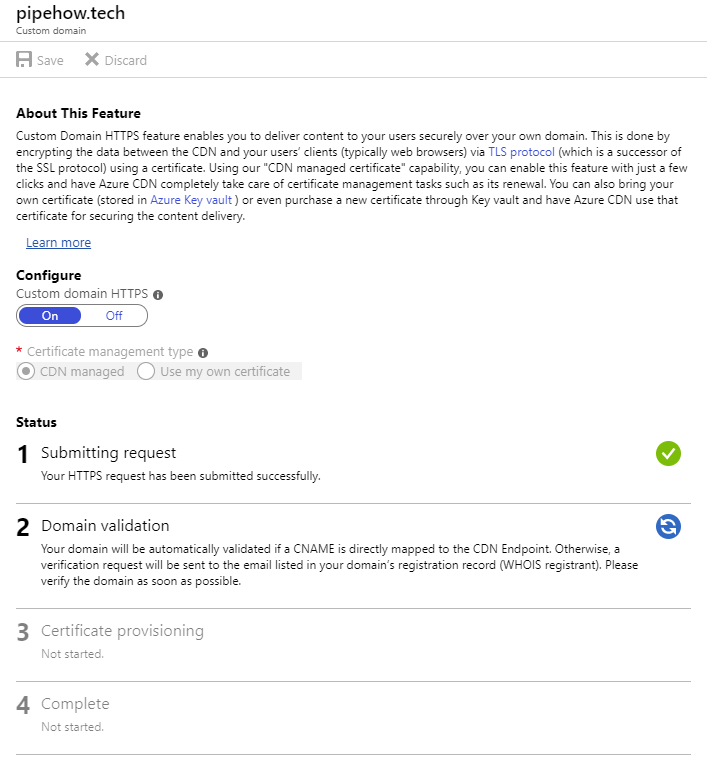 pipehow.tech
Custom domain
Save Discard
About This Feature
Custom Domain HTTPS feature enables you to deliver content to your users securely over your own domain. This is done by
encrypting the data between the CDN and your users' clients (typically web browsers) via TLS protocol (which is a successor of
the SSL protocol) using a certificate. Using our "CDN managed certificate" capability, you can enable this feature with just a few
clicks and have Azure CDN completely take care of certificate management tasks such as its renewal. You can also bring your
own certificate (stored in Azure Key vault ) or even purchase a new certificate through Key vault and have Azure CDN use that
certificate for securing the content delivery.
Learn more
Configure
Custom domain HTTPS
On Off
* Certificate management type
CDN managed Use my own certificate
Status
1 Submitting request
Your HTTPS request has been submitted successfully.
2 Domain validation
Your domain will be automatically validated if a CNAME is directly mapped to the CDN Endpoint. Otherwise, a
verification request will be sent to the email listed in your domain's registration record (WHOIS registrant). Please
verify the domain as soon as possible.
3 Certificate provisioning
Not started.
4 Complete
Not started.